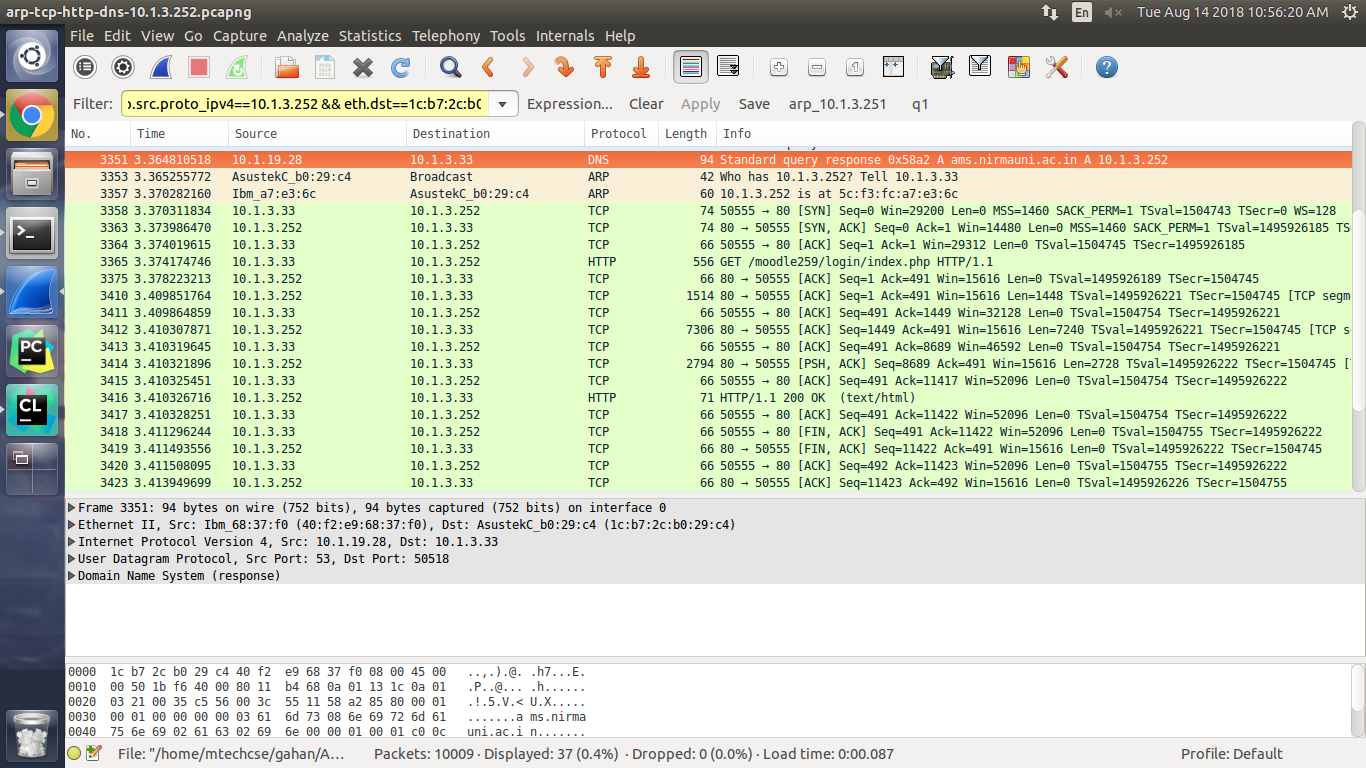 arp-tcp-http-dns-10.1.3.252.pcapng En Tue Aug 14 2018 10:56:20 AM
File Edit View Go Capture Analyze Statistics Telephony Tools Internals Help
Filter: o.src.proto_ipv4==10.1.3.252 && eth.dst==1c:b7:2c:b0 Expression... Clear Apply Save arp_10.1.3.251 q1
No. Time Source Destination Protocol Length Info
3351 3.364810518 10.1.19.28 10.1.3.33 DNS 94 Standard query response 0x58a2 A ams.nirmauni.ac.in A 10.1.3.252
3353 3.365255772 AsustekC_b0:29:c4 Broadcast ARP 42 Who has 10.1.3.252? Tell 10.1.3.33
3357 3.370282160 Ibm_a7:e3:6c AsustekC_b0:29:c4 ARP 60 10.1.3.252 is at 5c:f3:fc:a7:e3:6c
3358 3.370311834 10.1.3.33 10.1.3.252 TCP 74 50555 → 80 [SYN] Seq=0 Win=29200 Len=0 MSS=1460 SACK_PERM=1 TSval=1504743 TSecr=0 WS=128
3363 3.373986470 10.1.3.252 10.1.3.33 TCP 74 80 → 50555 [SYN, ACK] Seq=0 Ack=1 Win=14480 Len=0 MSS=1460 SACK_PERM=1 TSval=1495926185 TS
3364 3.374019615 10.1.3.33 10.1.3.252 TCP 66 50555 → 80 [ACK] Seq=1 Ack=1 Win=29312 Len=0 TSval=1504745 TSecr=1495926185
3365 3.374174746 10.1.3.33 10.1.3.252 HTTP 556 GET /moodle259/login/index.php HTTP/1.1
3375 3.378223213 10.1.3.252 10.1.3.33 TCP 66 80 → 50555 [ACK] Seq=1 Ack=491 Win=15616 Len=0 TSval=1495926189 TSecr=1504745
3410 3.409851764 10.1.3.252 10.1.3.33 TCP 1514 80 → 50555 [ACK] Seq=1 Ack=491 Win=15616 Len=1448 TSval=1495926221 TSecr=1504745 [TCP segm
3411 3.409864859 10.1.3.33 10.1.3.252 TCP 66 50555 → 80 [ACK] Seq=491 Ack=1449 Win=32128 Len=0 TSval=1504754 TSecr=1495926221
3412 3.410307871 10.1.3.252 10.1.3.33 TCP 7306 80 → 50555 [ACK] Seq=1449 Ack=491 Win=15616 Len=7240 TSval=1495926221 TSecr=1504745 [TCP s
3413 3.410319645 10.1.3.33 10.1.3.252 TCP 66 50555 → 80 [ACK] Seq=491 Ack=8689 Win=46592 Len=0 TSval=1504754 TSecr=1495926221
3414 3.410321896 10.1.3.252 10.1.3.33 TCP 2794 80 → 50555 [PSH, ACK] Seq=8689 Ack=491 Win=15616 Len=2728 TSval=1495926222 TSecr=1504745 [
3415 3.410325451 10.1.3.33 10.1.3.252 TCP 66 50555 → 80 [ACK] Seq=491 Ack=11417 Win=52096 Len=0 TSval=1504754 TSecr=1495926222
3416 3.410326716 10.1.3.252 10.1.3.33 HTTP 71 HTTP/1.1 200 OK (text/html)
3417 3.410328251 10.1.3.33 10.1.3.252 TCP 66 50555 → 80 [ACK] Seq=491 Ack=11422 Win=52096 Len=0 TSval=1504754 TSecr=1495926222
3418 3.411296244 10.1.3.33 10.1.3.252 TCP 66 50555 → 80 [FIN, ACK] Seq=491 Ack=11422 Win=52096 Len=0 TSval=1504755 TSecr=1495926222
3419 3.411493556 10.1.3.252 10.1.3.33 TCP 66 80 → 50555 [FIN, ACK] Seq=11422 Ack=491 Win=15616 Len=0 TSval=1495926222 TSecr=1504745
3420 3.411508095 10.1.3.33 10.1.3.252 TCP 66 50555 → 80 [ACK] Seq=492 Ack=11423 Win=52096 Len=0 TSval=1504755 TSecr=1495926222
3423 3.413949699 10.1.3.252 10.1.3.33 TCP 66 80 → 50555 [ACK] Seq=11423 Ack=492 Win=15616 Len=0 TSval=1495926226 TSecr=1504755
Frame 3351: 94 bytes on wire (752 bits), 94 bytes captured (752 bits) on interface 0
Ethernet II, Src: Ibm_68:37:f0 (40:f2:e9:68:37:f0), Dst: AsustekC_b0:29:c4 (1c:b7:2c:b0:29:c4)
Internet Protocol Version 4, Src: 10.1.19.28, Dst: 10.1.3.33
User Datagram Protocol, Src Port: 53, Dst Port: 50518
Domain Name System (response)
0000 1c b7 2c b0 29 c4 40 f2 e9 68 37 f0 08 00 45 00 ..,.).@. .h7...E.
0010 00 50 1b f6 40 00 80 11 b4 68 0a 01 13 1c 0a 01 .P..@... .h......
0020 03 21 00 35 c5 56 00 3c 55 11 58 a2 85 80 00 01 .!.5.V.< U.X.....
0030 00 01 00 00 00 00 03 61 6d 73 08 6e 69 72 6d 61 .......a ms.nirma
0040 75 6e 69 02 61 63 02 69 6e 00 00 01 00 01 c0 0c uni.ac.i n.......
File: "/home/mtechcse/gahan/A... Packets: 10009 · Displayed: 37 (0.4%) · Dropped: 0 (0.0%) · Load time: 0:00.087 Profile: Default
PC
CL